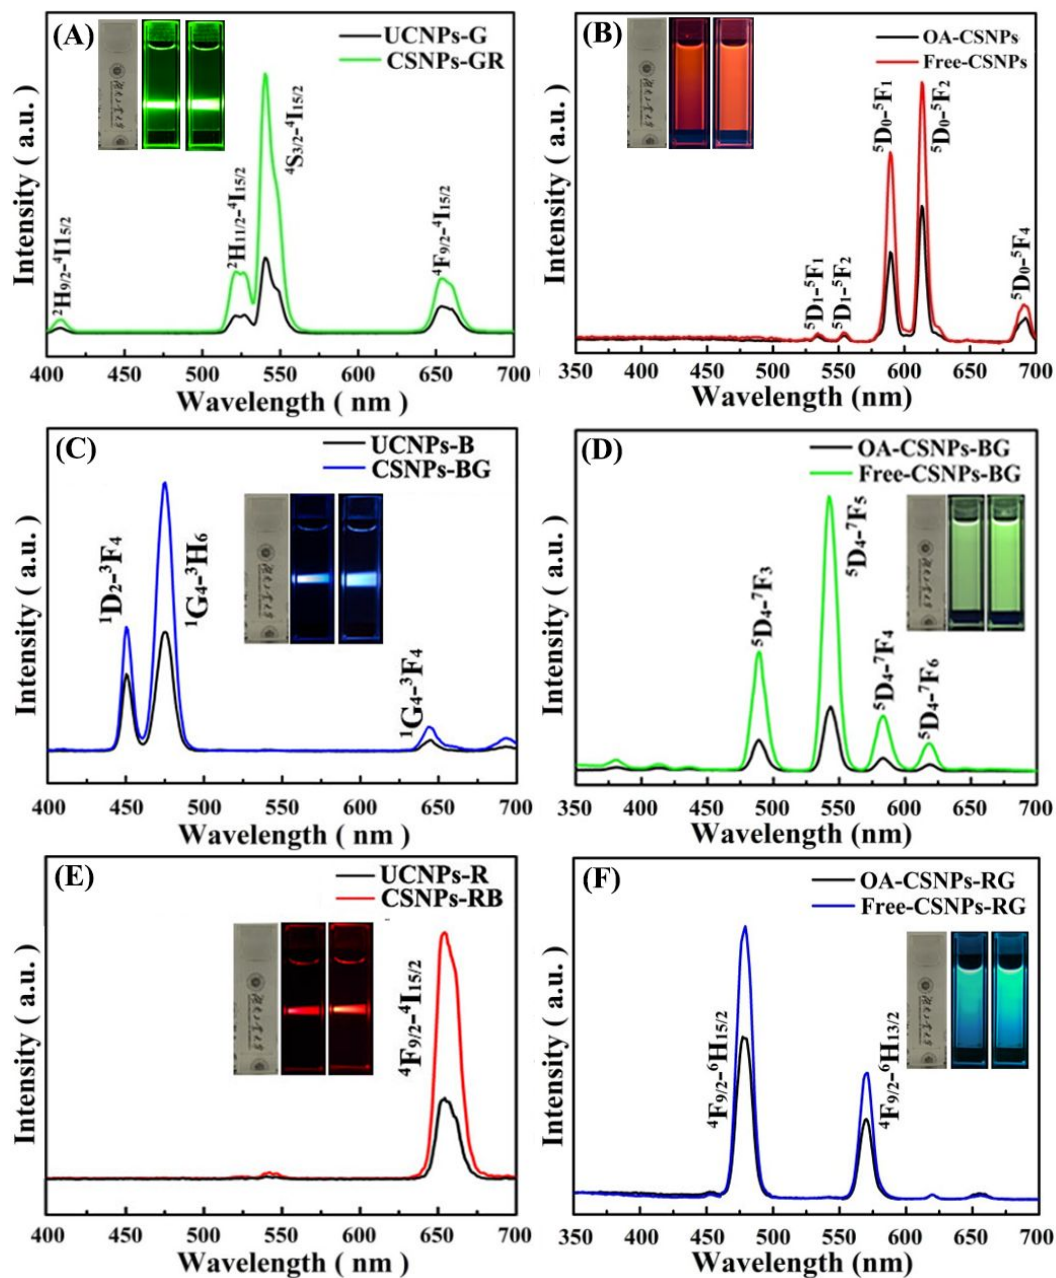 (A)
UCNPs-G
CSNPs-GR
²H₉/₂-⁴I₁₅/₂
²H₁₁/₂-⁴I₁₅/₂
⁴S₃/₂-⁴I₁₅/₂
⁴F₉/₂-⁴I₁₅/₂
Intensity ( a.u.)
400 450 500 550 600 650 700
Wavelength ( nm )
(B)
OA-CSNPs
Free-CSNPs
⁵D₁-⁵F₁
⁵D₁-⁵F₂
⁵D₀-⁵F₁
⁵D₀-⁵F₂
⁵D₀-⁵F₄
Intensity ( a.u.)
350 400 450 500 550 600 650 700
Wavelength (nm)
(C)
UCNPs-B
CSNPs-BG
¹D₂-³F₄
¹G₄-³H₆
¹G₄-³F₄
Intensity ( a.u.)
400 450 500 550 600 650 700
Wavelength ( nm )
(D)
OA-CSNPs-BG
Free-CSNPs-BG
⁵D₄-⁷F₃
⁵D₄-⁷F₅
⁵D₄-⁷F₄
⁵D₄-⁷F₆
Intensity ( a.u.)
350 400 450 500 550 600 650 700
Wavelength (nm)
(E)
UCNPs-R
CSNPs-RB
⁴F₉/₂-⁴I₁₅/₂
Intensity ( a.u.)
400 450 500 550 600 650 700
Wavelength ( nm )
(F)
OA-CSNPs-RG
Free-CSNPs-RG
⁴F₉/₂-⁶H₁₅/₂
⁴F₉/₂-⁶H₁₃/₂
Intensity ( a.u.)
350 400 450 500 550 600 650 700
Wavelength (nm)